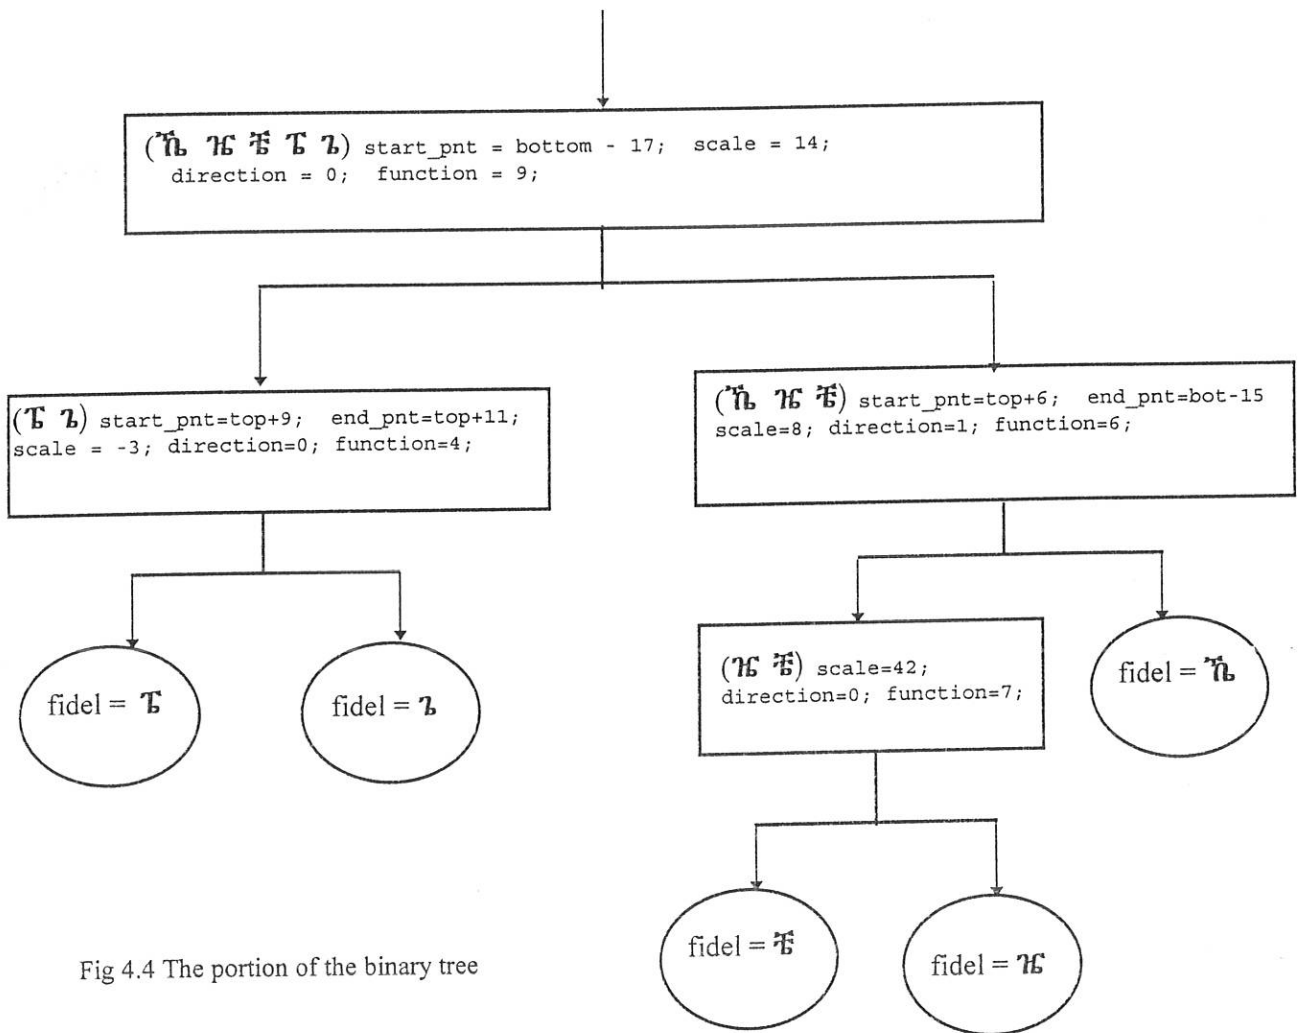 (ኼ ዤ ቼ ፔ ኄ) start_pnt = bottom - 17; scale = 14;
direction = 0; function = 9;
(ፔ ኄ) start_pnt=top+9; end_pnt=top+11;
scale = -3; direction=0; function=4;
(ኼ ዤ ቼ) start_pnt=top+6; end_pnt=bot-15
scale=8; direction=1; function=6;
fidel = ፔ
fidel = ኄ
(ዤ ቼ) scale=42;
direction=0; function=7;
fidel = ኼ
fidel = ቼ
fidel = ዤ
Fig 4.4 The portion of the binary tree